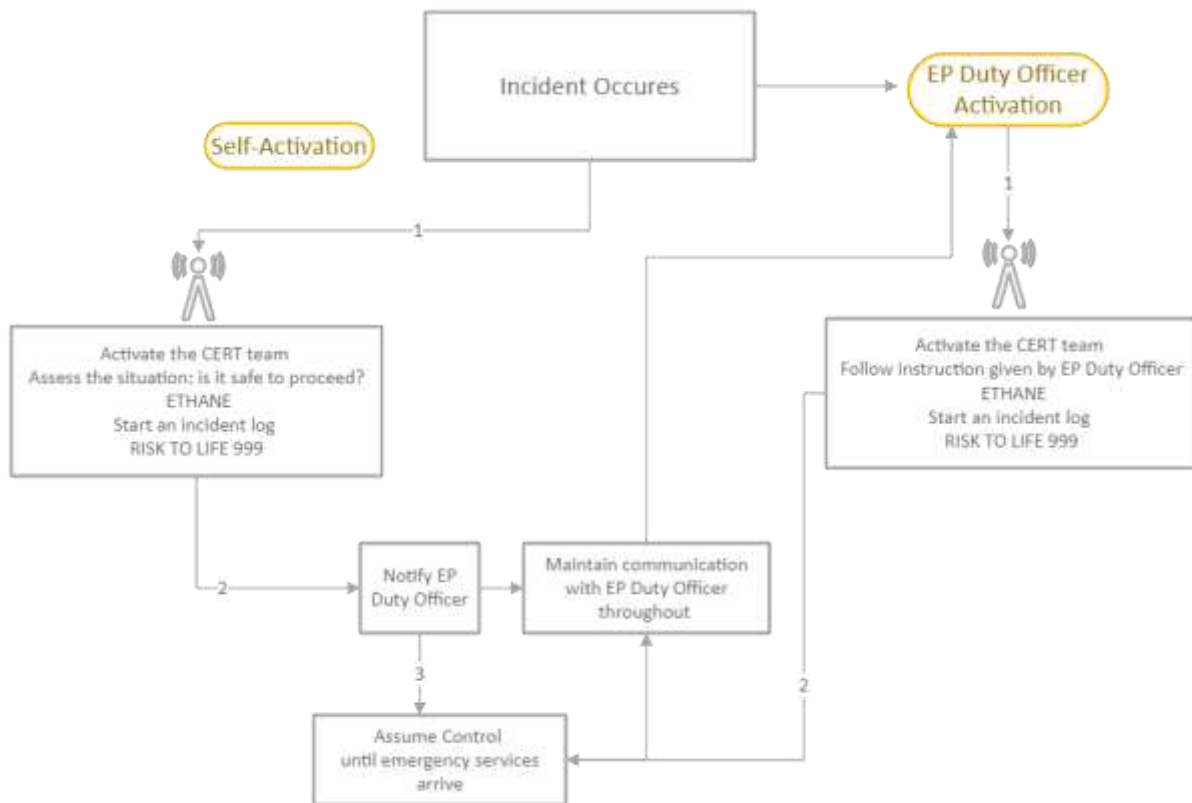 Incident Occures
EP Duty Officer
Activation
Self-Activation
1
1
Activate the CERT team
Assess the situation: is it safe to proceed?
ETHANE
Start an incident log
RISK TO LIFE 999
Activate the CERT team
Follow Instruction given by EP Duty Officer
ETHANE
Start an incident log
RISK TO LIFE 999
2
Notify EP
Duty Officer
Maintain communication
with EP Duty Officer
throughout
3
2
Assume Control
until emergency services
arrive